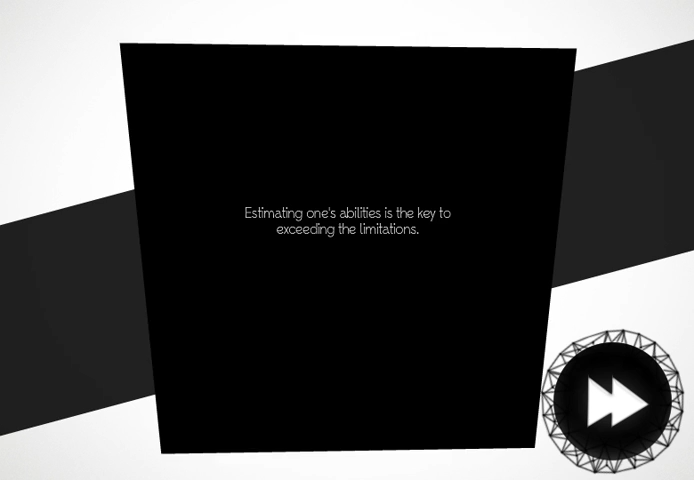 Estimating one's abilities is the key to
exceeding the limitations.